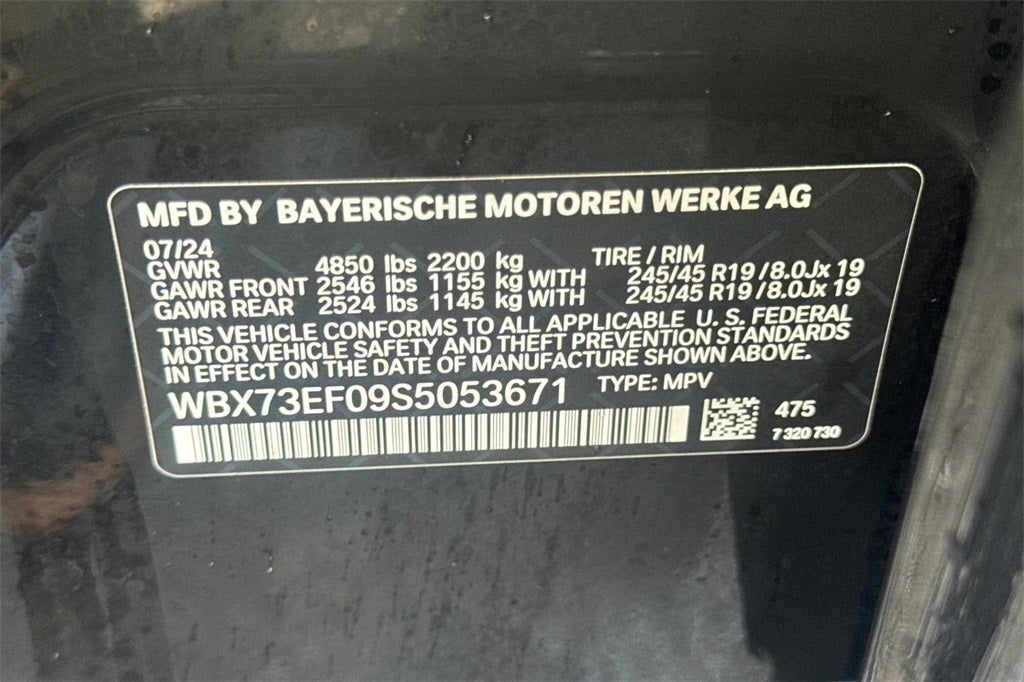 MFD BY BAYERISCHE MOTOREN WERKE AG
07/24 TIRE / RIM
GVWR 4850 lbs 2200 kg
GAWR FRONT 2546 lbs 1155 kg WITH 245/45 R19 / 8.0Jx 19
GAWR REAR 2524 lbs 1145 kg WITH 245/45 R19 / 8.0Jx 19
THIS VEHICLE CONFORMS TO ALL APPLICABLE U. S. FEDERAL
MOTOR VEHICLE SAFETY AND THEFT PREVENTION STANDARDS
IN EFFECT ON THE DATE OF MANUFACTURE SHOWN ABOVE.
WBX73EF09S5053671 TYPE: MPV
475
7 320 730